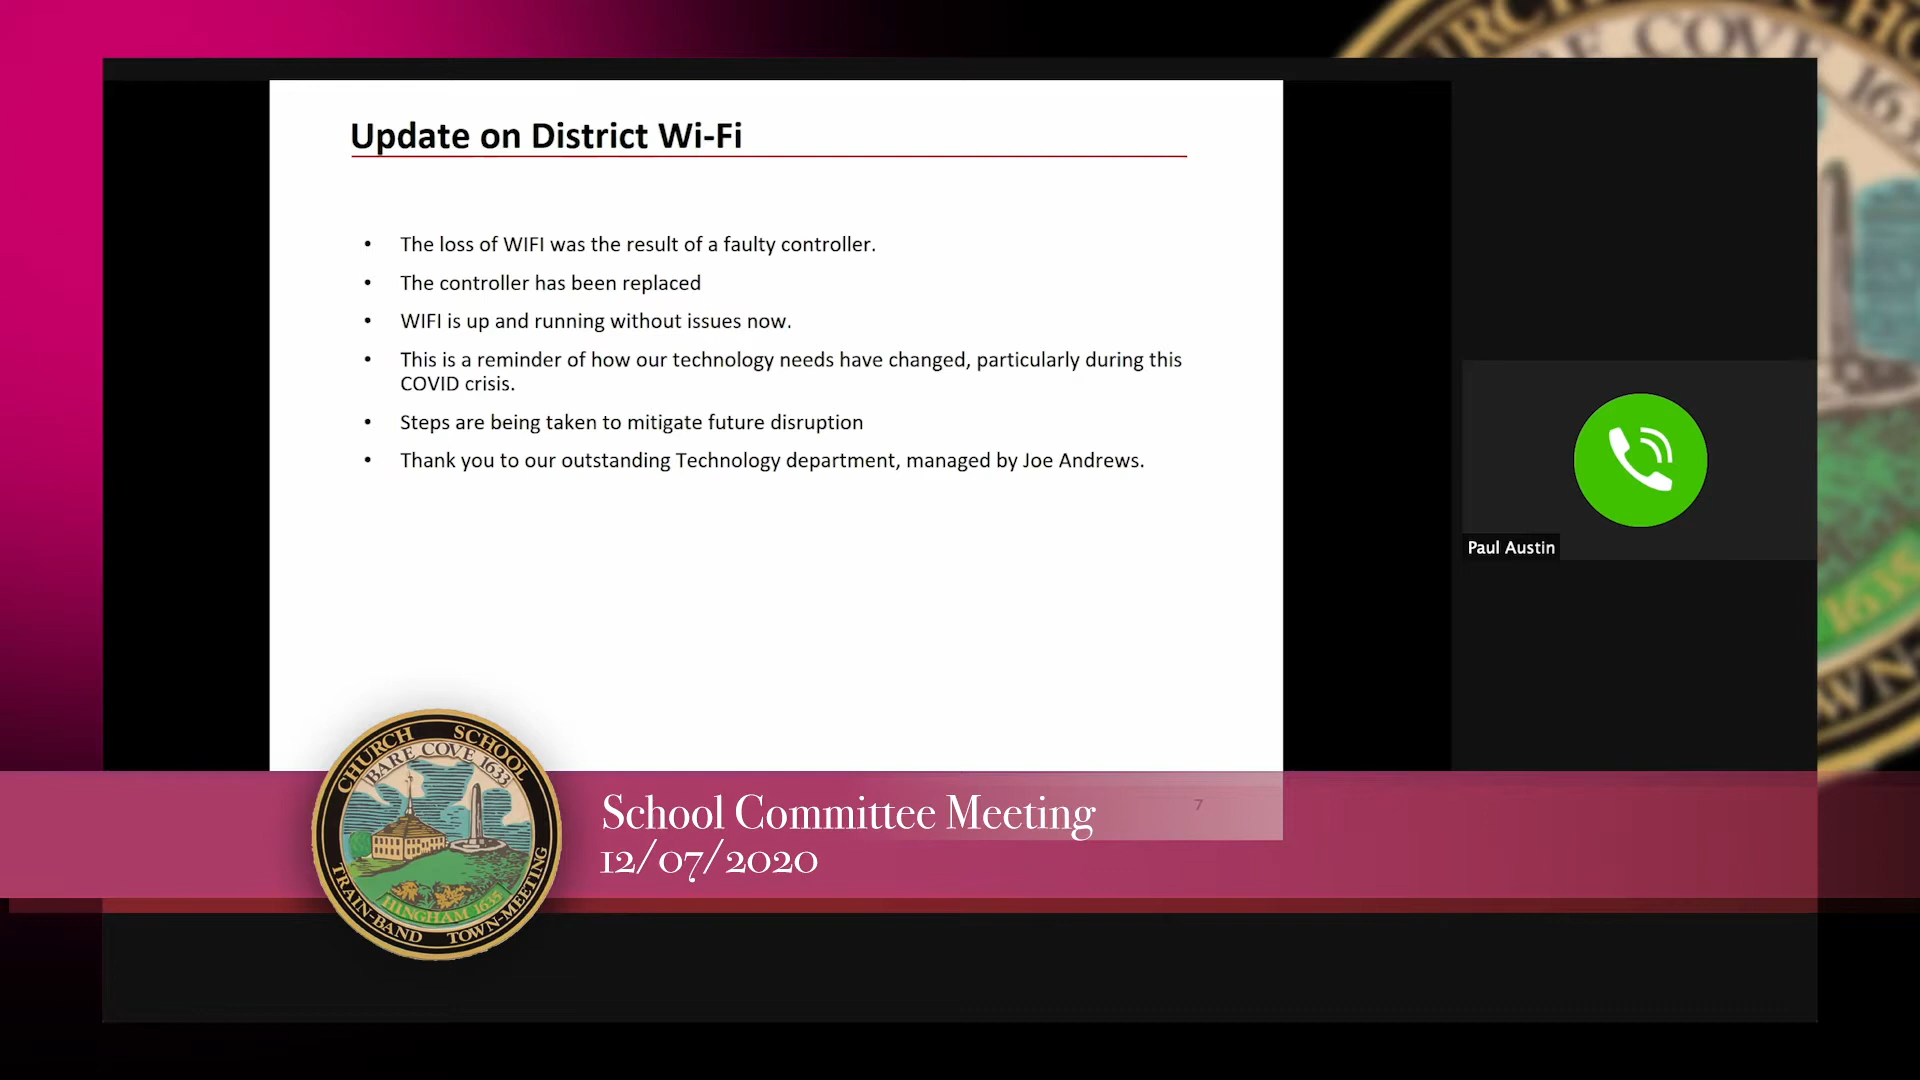 Update on District Wi-Fi
• The loss of WIFI was the result of a faulty controller.
• The controller has been replaced
• WIFI is up and running without issues now.
• This is a reminder of how our technology needs have changed, particularly during this
COVID crisis.
• Steps are being taken to mitigate future disruption
• Thank you to our outstanding Technology department, managed by Joe Andrews.
Paul Austin
7
School Committee Meeting
12/07/2020
CHURCH SCHOOL
BARE COVE 1633
HINGHAM 1635
TRAIN-BAND TOWN-MEETING
COVE
163
1635